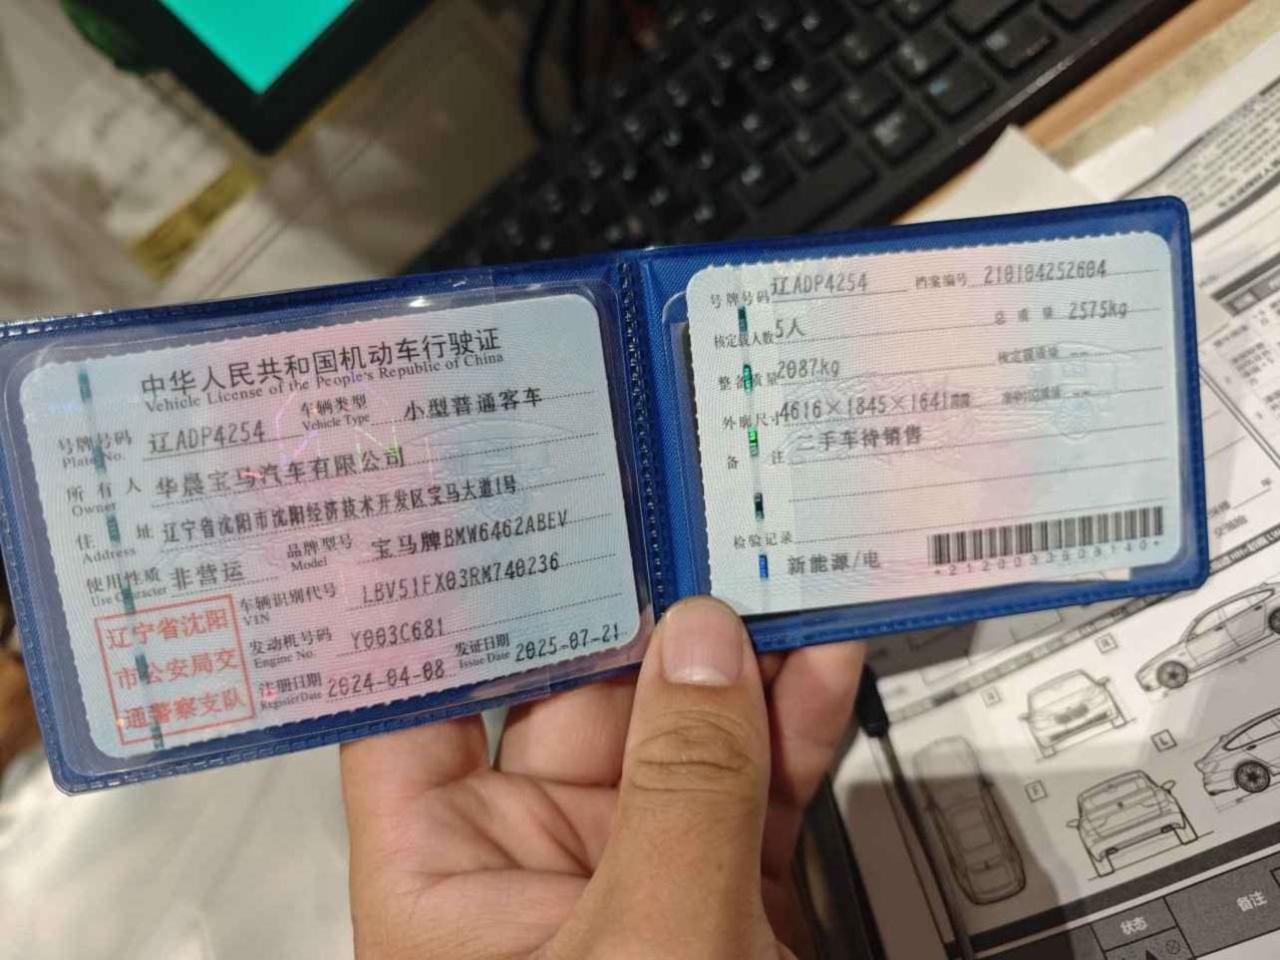 中华人民共和国机动车行驶证
Vehicle License of the People's Republic of China
号牌号码 辽ADP4254 车辆类型 小型普通客车
Plate No. Vehicle Type
所有人 华晨宝马汽车有限公司
Owner
住址 辽宁省沈阳市沈阳经济技术开发区宝马大道1号
Address
使用性质 非营运 品牌型号 宝马牌BMW6462ABEV
Use Character Model
车辆识别代号 LBV51FX03RM740236
VIN
发动机号码 Y003C681
Engine No.
注册日期 2024-04-08 发证日期 2025-07-21
Register Date Issue Date
辽宁省沈阳
市公安局交
通警察支队
号牌号码 辽ADP4254 档案编号 210104252604
核定载人数 5人 总质量 2575kg
整备质量 2087kg 核定载质量 --
外廓尺寸 4616×1845×1641mm 准牵引总质量 --
备注 二手车待销售
检验记录
新能源/电
*2120033508140*
状态
备注